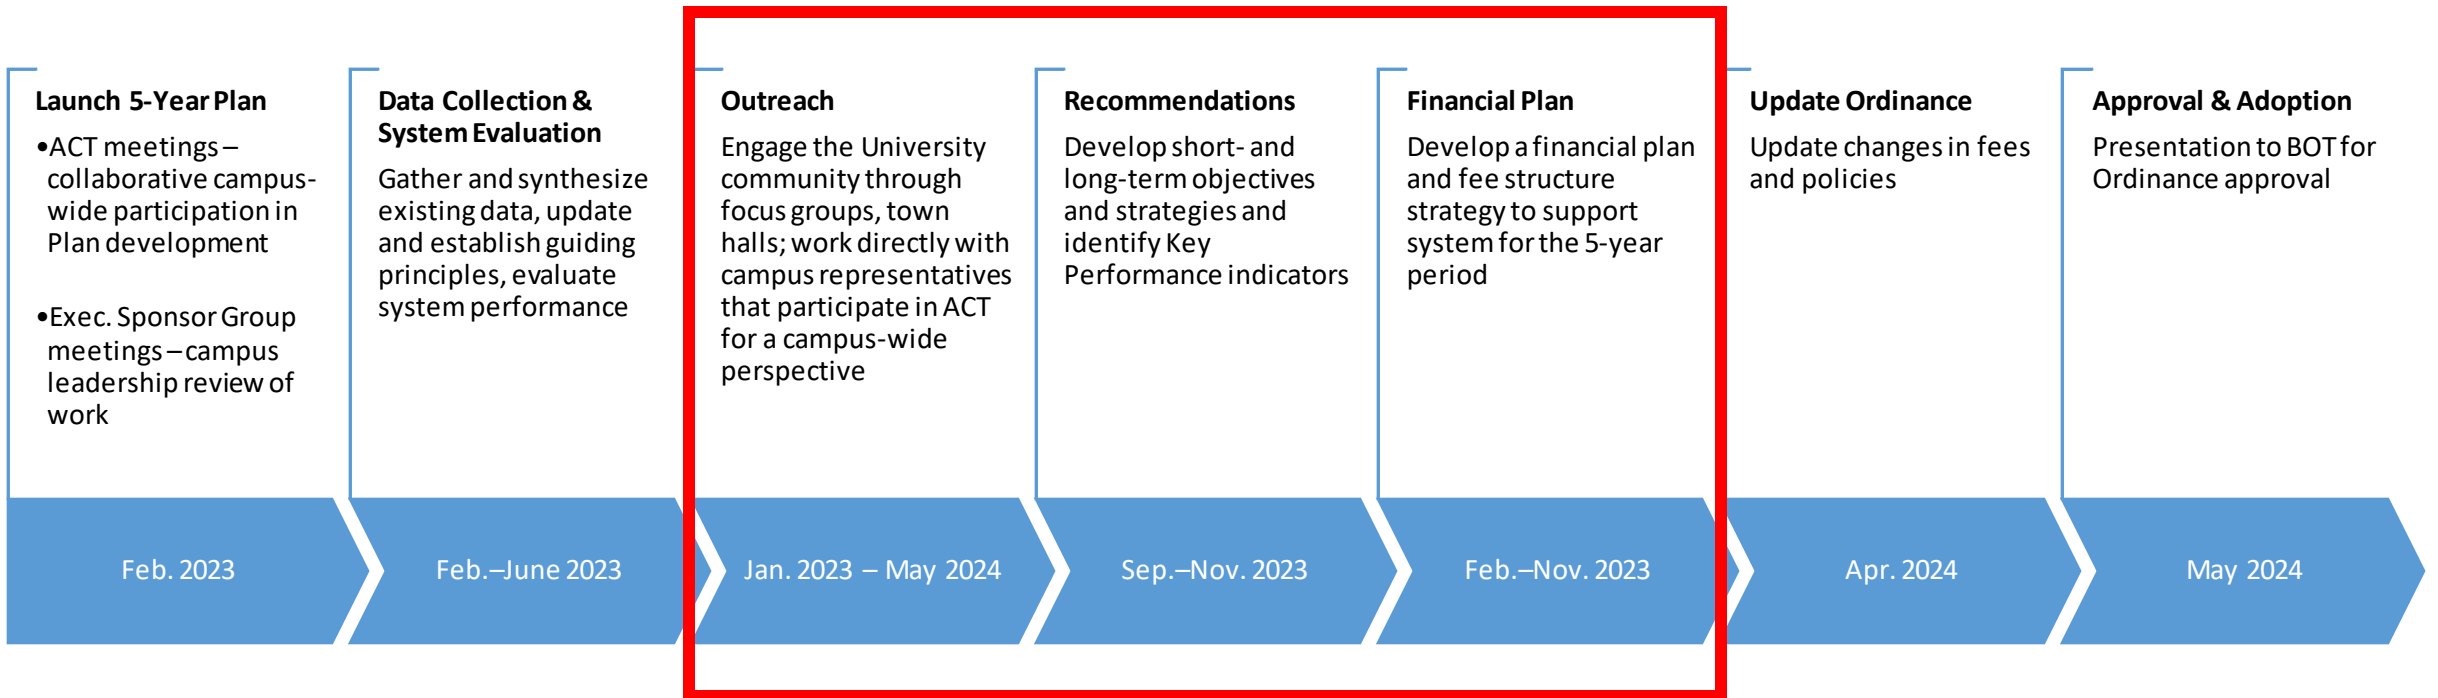 Launch 5-Year Plan
•ACT meetings –
collaborative campus-
wide participation in
Plan development
•Exec. Sponsor Group
meetings – campus
leadership review of
work
Feb. 2023
Data Collection &
System Evaluation
Gather and synthesize
existing data, update
and establish guiding
principles, evaluate
system performance
Feb.–June 2023
Outreach
Engage the University
community through
focus groups, town
halls; work directly with
campus representatives
that participate in ACT
for a campus-wide
perspective
Jan. 2023 – May 2024
Recommendations
Develop short- and
long-term objectives
and strategies and
identify Key
Performance indicators
Sep.–Nov. 2023
Financial Plan
Develop a financial plan
and fee structure
strategy to support
system for the 5-year
period
Feb.–Nov. 2023
Update Ordinance
Update changes in fees
and policies
Apr. 2024
Approval & Adoption
Presentation to BOT for
Ordinance approval
May 2024